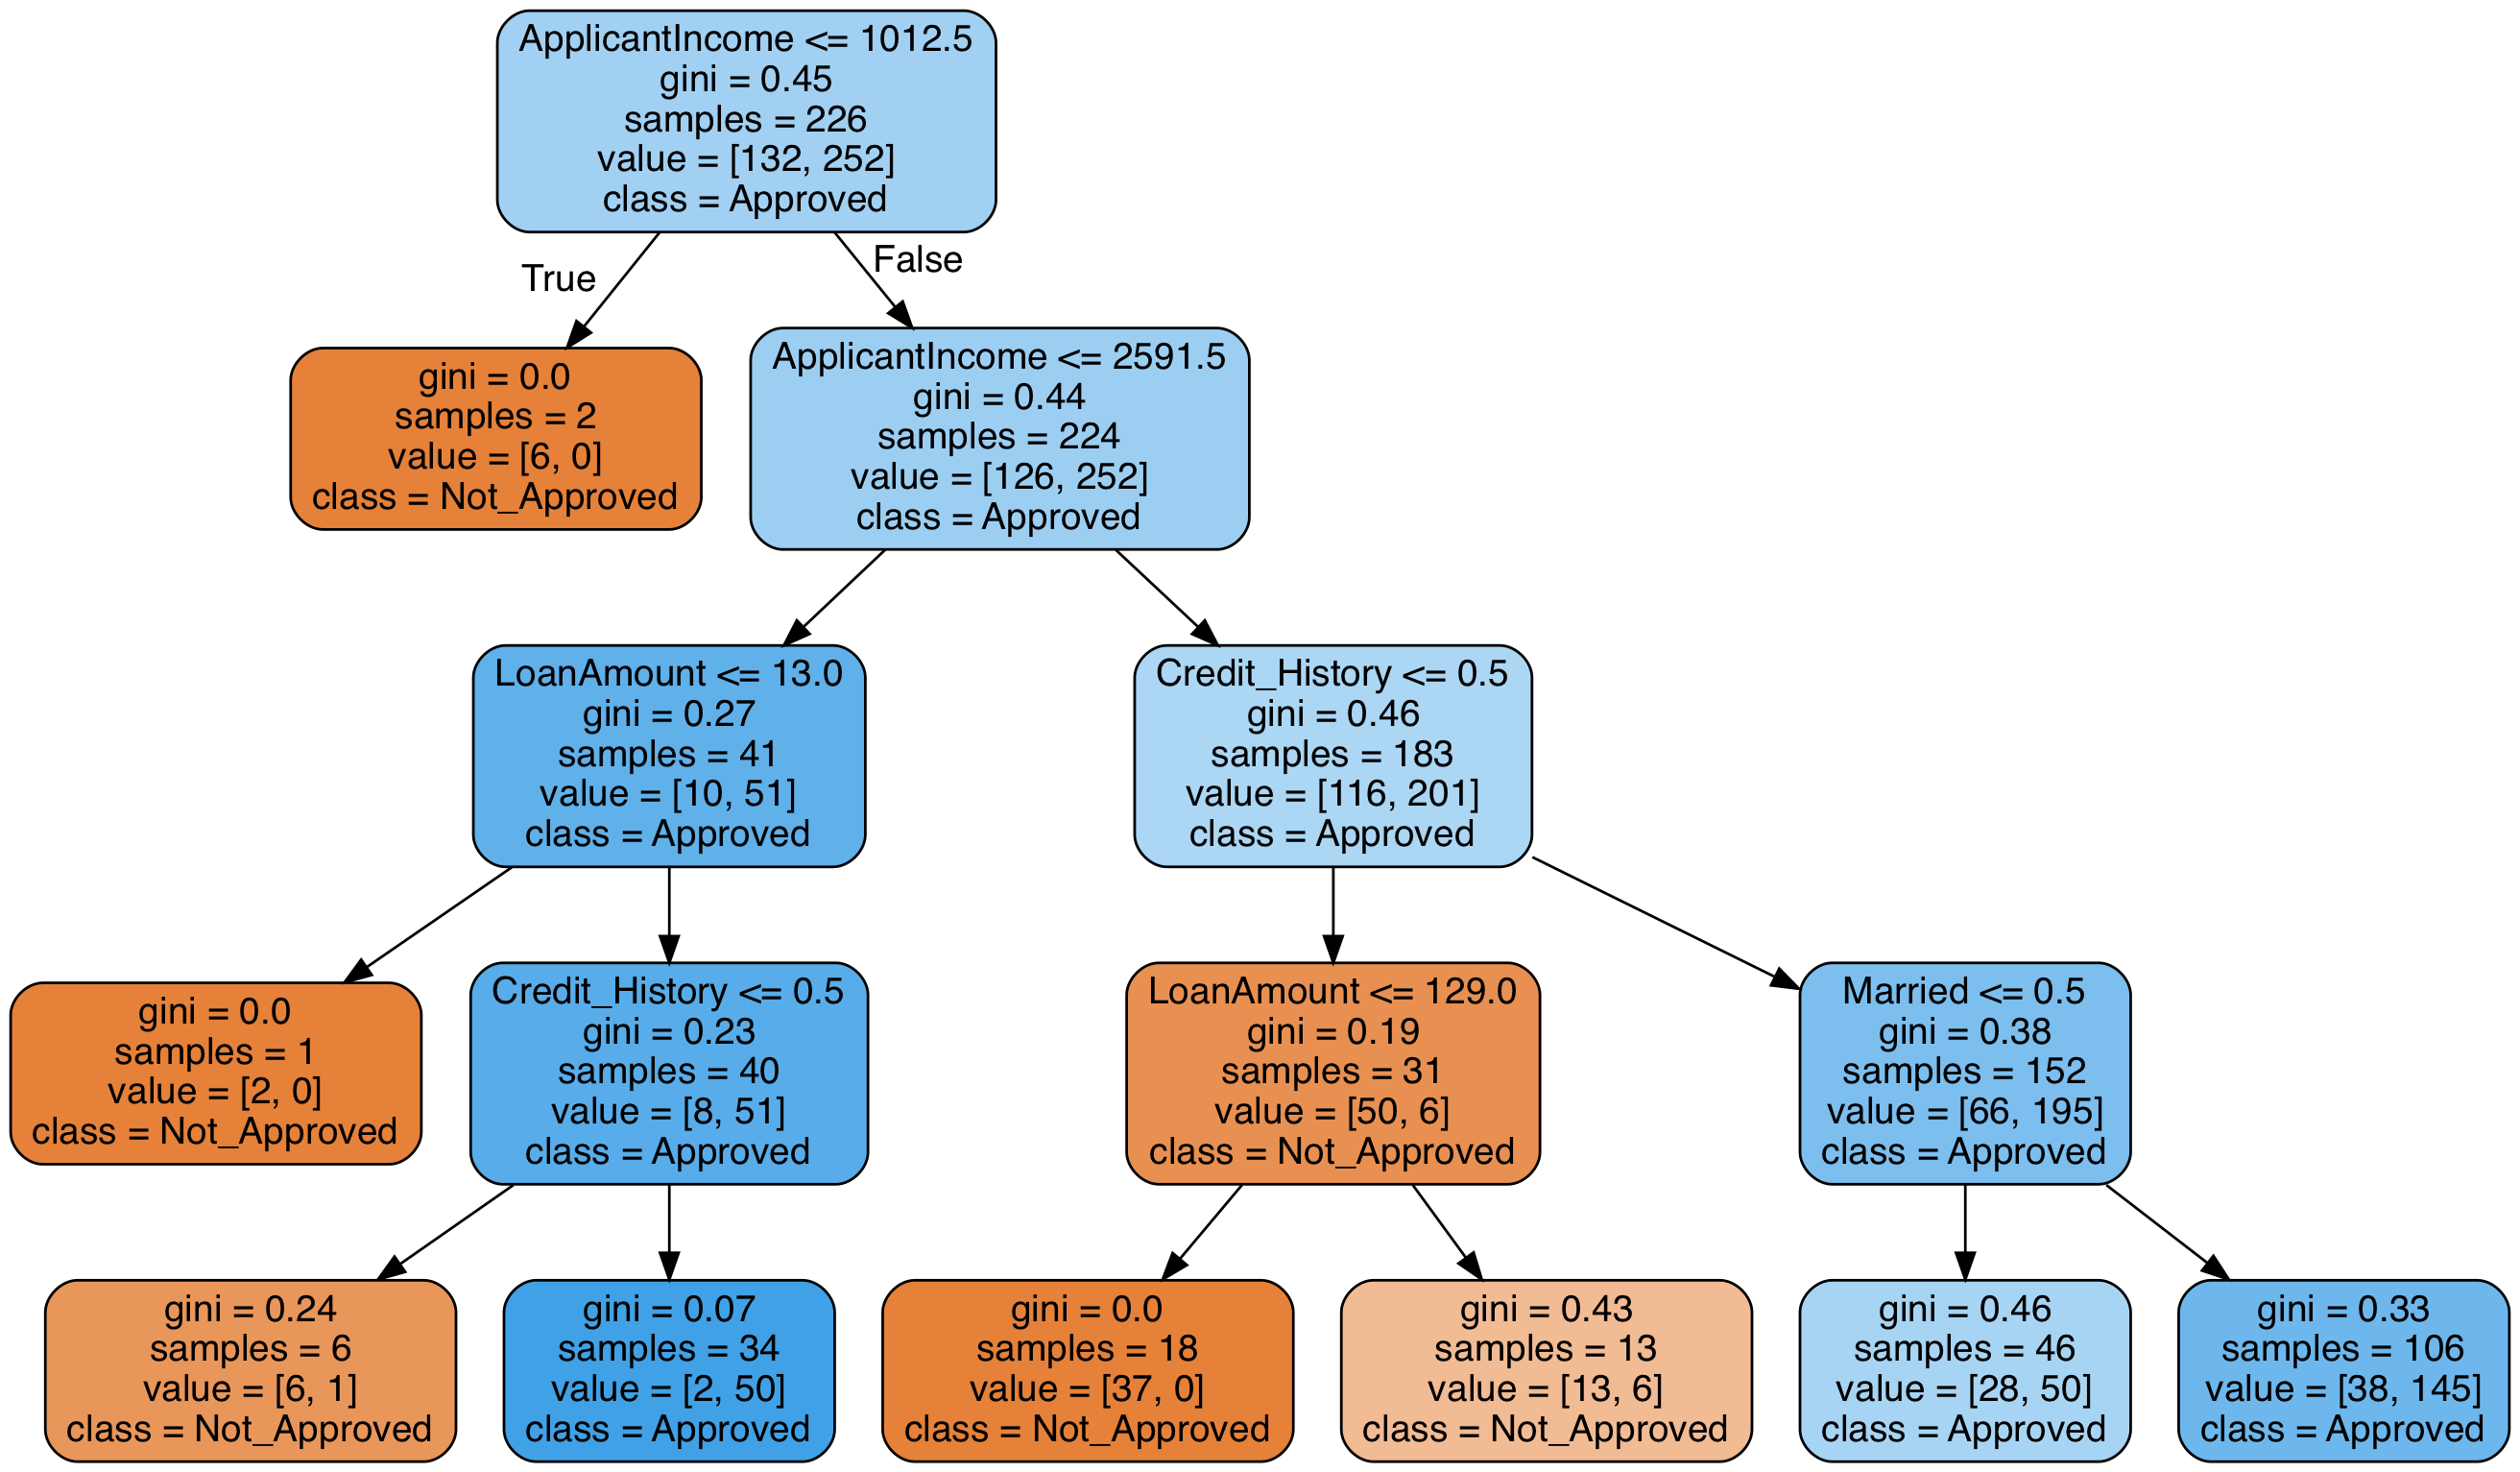 ApplicantIncome <= 1012.5
gini = 0.45
samples = 226
value = [132, 252]
class = Approved
True
False
gini = 0.0
samples = 2
value = [6, 0]
class = Not_Approved
ApplicantIncome <= 2591.5
gini = 0.44
samples = 224
value = [126, 252]
class = Approved
LoanAmount <= 13.0
gini = 0.27
samples = 41
value = [10, 51]
class = Approved
Credit_History <= 0.5
gini = 0.46
samples = 183
value = [116, 201]
class = Approved
gini = 0.0
samples = 1
value = [2, 0]
class = Not_Approved
Credit_History <= 0.5
gini = 0.23
samples = 40
value = [8, 51]
class = Approved
LoanAmount <= 129.0
gini = 0.19
samples = 31
value = [50, 6]
class = Not_Approved
Married <= 0.5
gini = 0.38
samples = 152
value = [66, 195]
class = Approved
gini = 0.24
samples = 6
value = [6, 1]
class = Not_Approved
gini = 0.07
samples = 34
value = [2, 50]
class = Approved
gini = 0.0
samples = 18
value = [37, 0]
class = Not_Approved
gini = 0.43
samples = 13
value = [13, 6]
class = Not_Approved
gini = 0.46
samples = 46
value = [28, 50]
class = Approved
gini = 0.33
samples = 106
value = [38, 145]
class = Approved